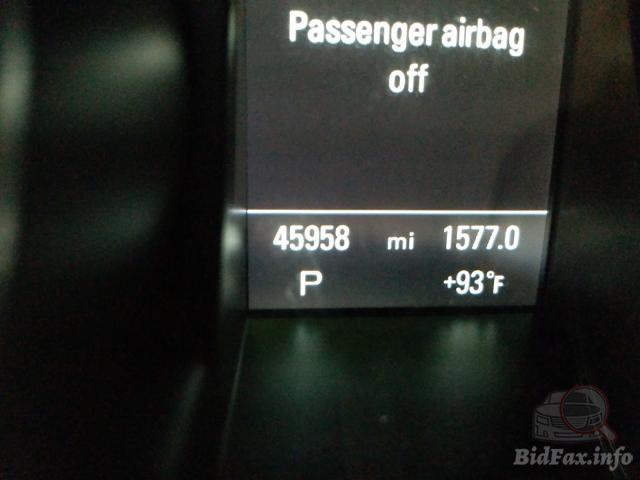 Passenger airbag
off
45958 mi 1577.0
P +93°F
BidFax.info